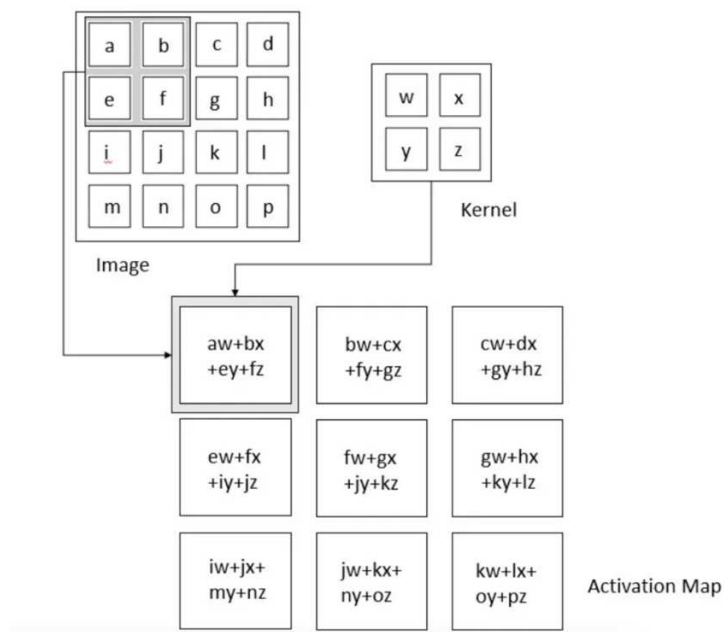 a b c d
e f g h
i j k l
m n o p
Image
w x
y z
Kernel
aw+bx
+ey+fz
bw+cx
+fy+gz
cw+dx
+gy+hz
ew+fx
+iy+jz
fw+gx
+jy+kz
gw+hx
+ky+lz
iw+jx+
my+nz
jw+kx+
ny+oz
kw+lx+
oy+pz
Activation Map